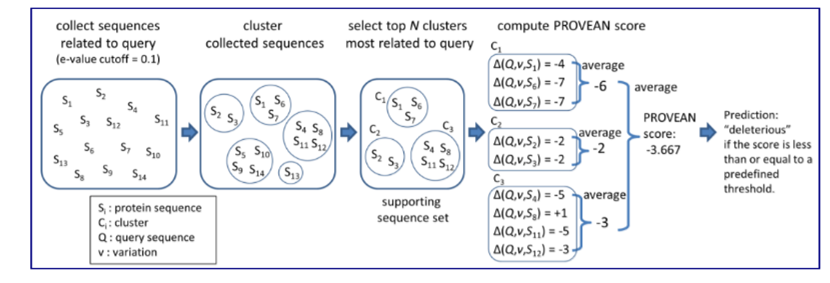 collect sequences
related to query
(e-value cutoff = 0.1)
S1
S2
S4
S5
S3
S12
S11
S6
S7
S10
S13
S8
S9
S14
Si : protein sequence
Ci : cluster
Q : query sequence
v : variation
cluster
collected sequences
S2 S3
S1 S6
S7
S4 S8
S11 S12
S5 S10
S9 S14
S13
select top N clusters
most related to query
C1
S1 S6
S7
C2
S2 S3
C3
S4 S8
S11 S12
supporting
sequence set
compute PROVEAN score
C1
Δ(Q,v,S1) = -4
Δ(Q,v,S6) = -7
Δ(Q,v,S7) = -7
average
-6
C2
Δ(Q,v,S2) = -2
Δ(Q,v,S3) = -2
average
-2
C3
Δ(Q,v,S4) = -5
Δ(Q,v,S8) = +1
Δ(Q,v,S11) = -5
Δ(Q,v,S12) = -3
average
-3
average
PROVEAN
score:
-3.667
Prediction:
"deleterious"
if the score is less
than or equal to a
predefined
threshold.